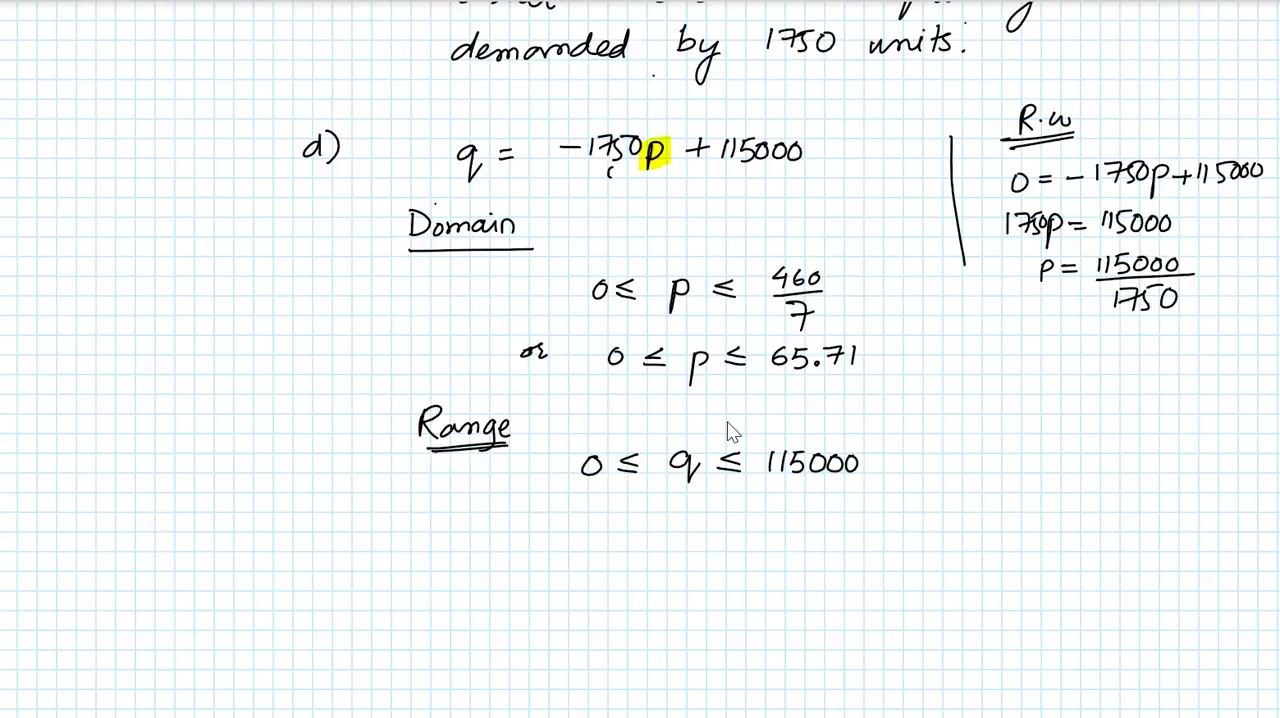 demanded by 1750 units.
d) q = -1750p + 115000
Domain
0 ≤ p ≤ 460/7
or 0 ≤ p ≤ 65.71
Range
0 ≤ q ≤ 115000
R.W
0 = -1750p + 115000
1750p = 115000
p = 115000/1750